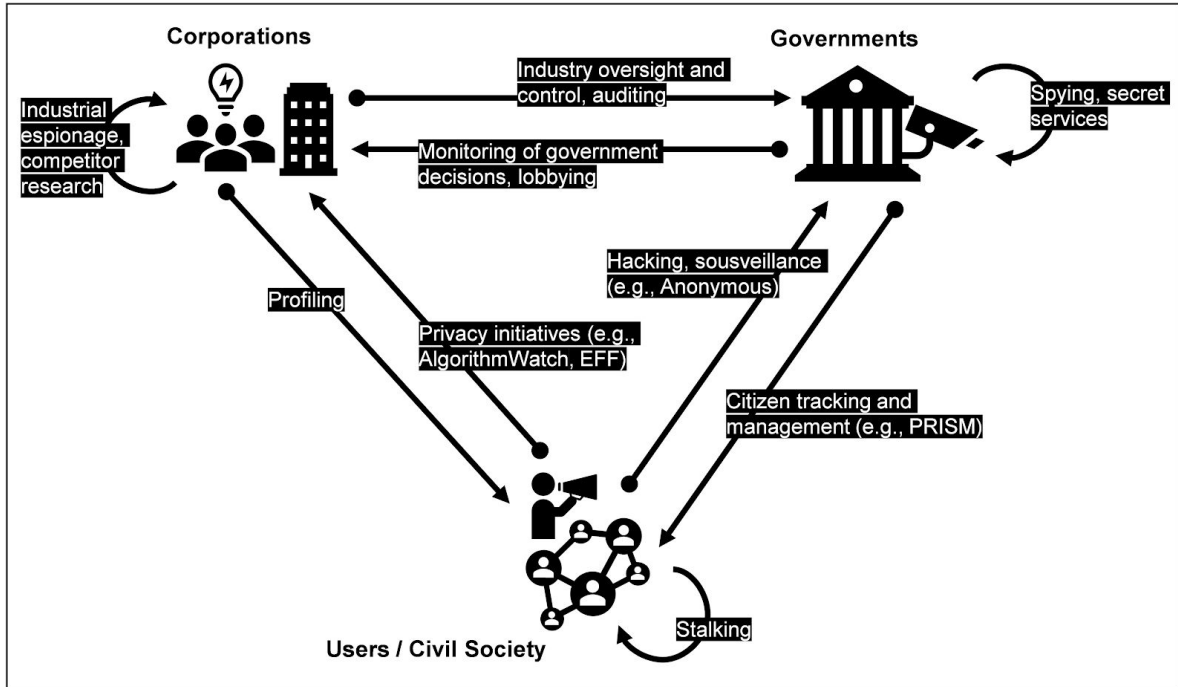 Corporations
Governments
Industry oversight and
control, auditing
Industrial
espionage,
competitor
research
Spying, secret
services
Monitoring of government
decisions, lobbying
Hacking, sousveillance
(e.g., Anonymous)
Profiling
Privacy initiatives (e.g.,
AlgorithmWatch, EFF)
Citizen tracking and
management (e.g., PRISM)
Stalking
Users / Civil Society